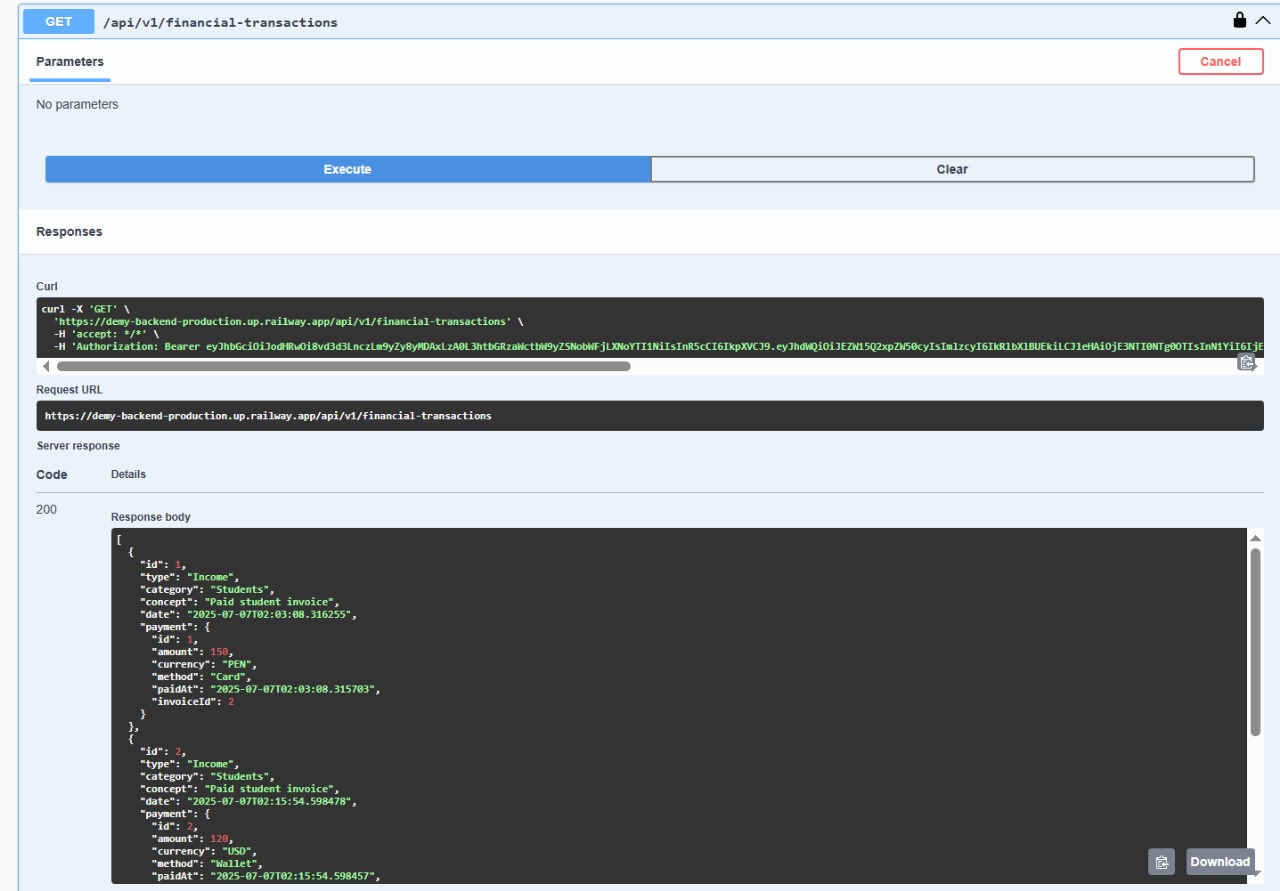 GET /api/v1/financial-transactions
Parameters
Cancel
No parameters
Execute
Clear
Responses
Curl
curl -X 'GET' \
'https://demy-backend-production.up.railway.app/api/v1/financial-transactions' \
-H 'accept: */*' \
-H 'Authorization: Bearer
Request URL
https://demy-backend-production.up.railway.app/api/v1/financial-transactions
Server response
Code Details
200
Response body
[
{
"id": 1,
"type": "Income",
"category": "Students",
"concept": "Paid student invoice",
"date": "2025-07-07T02:03:08.316255",
"payment": {
"id": 1,
"amount": 150,
"currency": "PEN",
"method": "Card",
"paidAt": "2025-07-07T02:03:08.315703",
"invoiceId": 2
}
},
{
"id": 2,
"type": "Income",
"category": "Students",
"concept": "Paid student invoice",
"date": "2025-07-07T02:15:54.598478",
"payment": {
"id": 2,
"amount": 120,
"currency": "USD",
"method": "Wallet",
"paidAt": "2025-07-07T02:15:54.598457",
Download